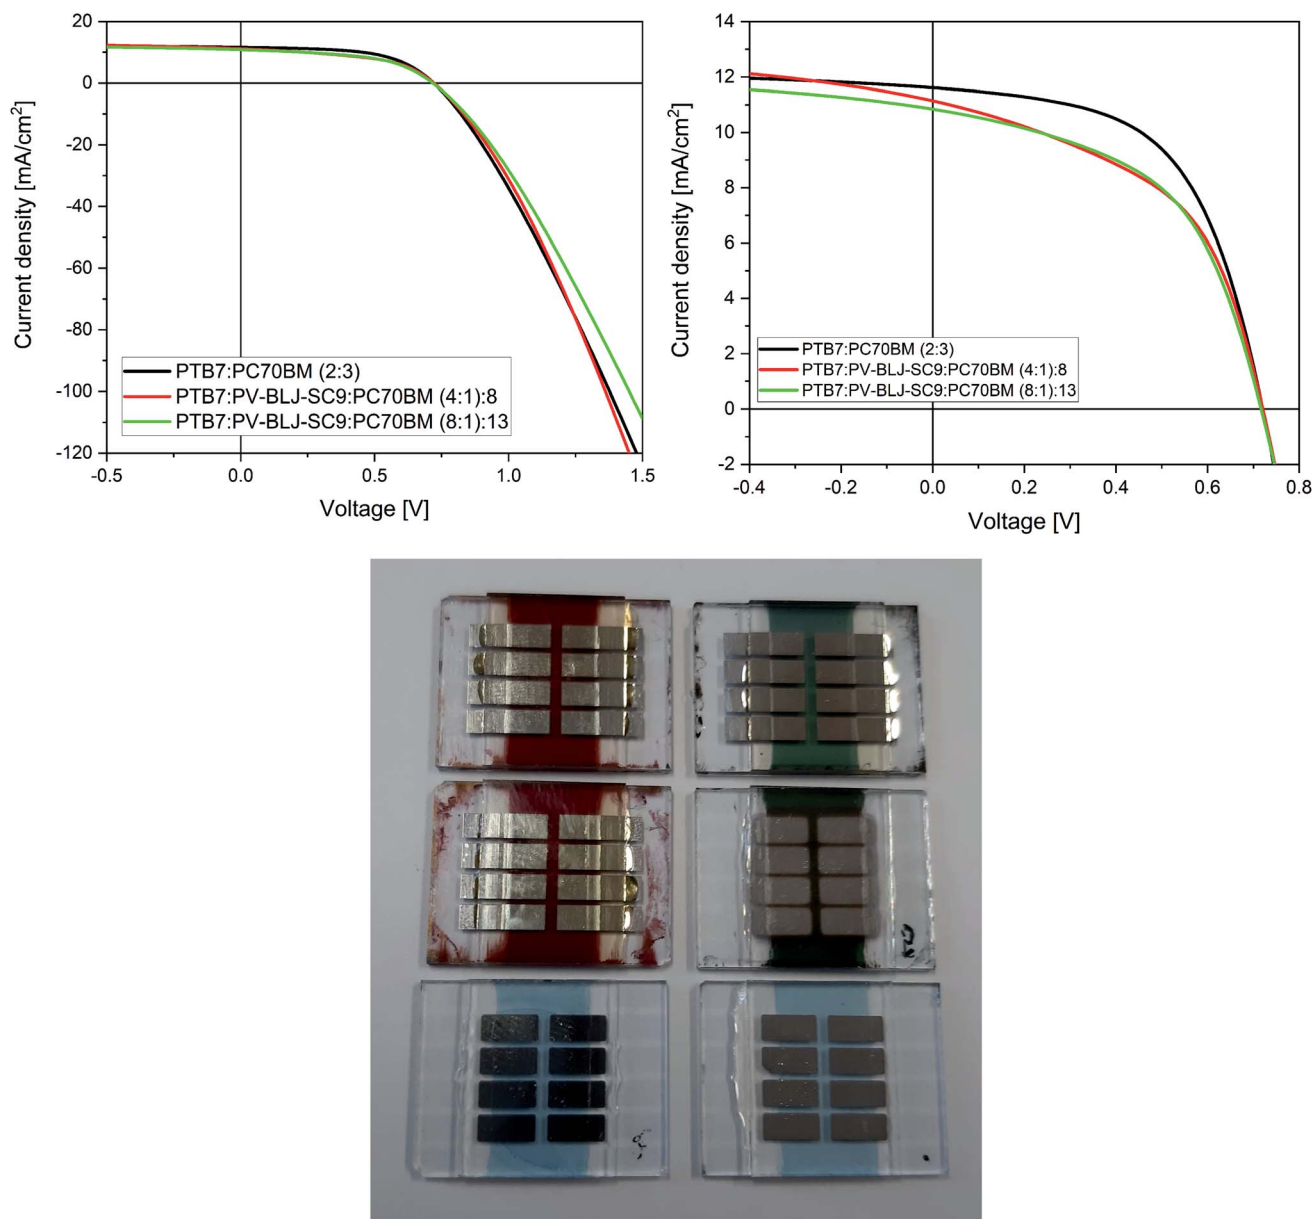 20
0
-20
-40
-60
-80
-100
-120
-0.5
0.0
0.5
1.0
1.5
Current density [mA/cm²]
Voltage [V]
PTB7:PC70BM (2:3)
PTB7:PV-BLJ-SC9:PC70BM (4:1):8
PTB7:PV-BLJ-SC9:PC70BM (8:1):13
14
12
10
8
6
4
2
0
-2
-0.4
-0.2
0.0
0.2
0.4
0.6
0.8
Current density [mA/cm²]
Voltage [V]
PTB7:PC70BM (2:3)
PTB7:PV-BLJ-SC9:PC70BM (4:1):8
PTB7:PV-BLJ-SC9:PC70BM (8:1):13